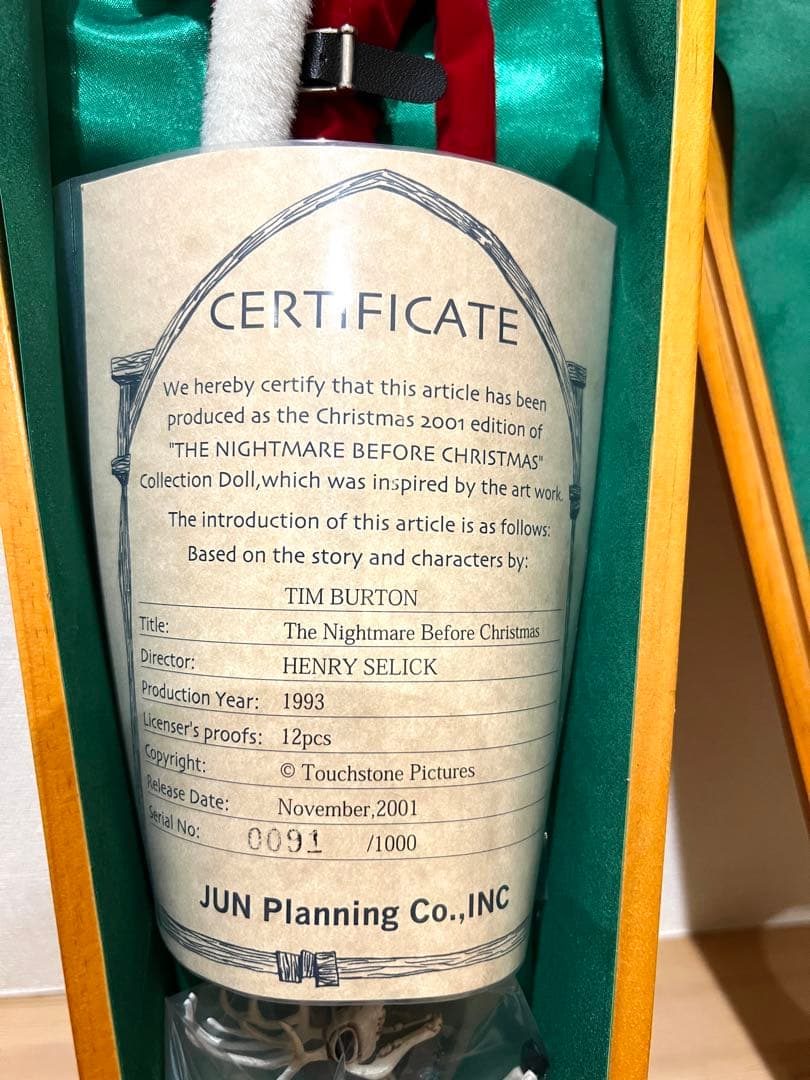 CERTIFICATE
We hereby certify that this article has been
produced as the Christmas 2001 edition of
"THE NIGHTMARE BEFORE CHRISTMAS"
Collection Doll,which was inspired by the art work.
The introduction of this article is as follows:
Based on the story and characters by:
TIM BURTON
Title: The Nightmare Before Christmas
Director: HENRY SELICK
Production Year: 1993
Licenser's proofs: 12pcs
Copyright: © Touchstone Pictures
Release Date: November,2001
Serial No: 0091 /1000
JUN Planning Co.,INC